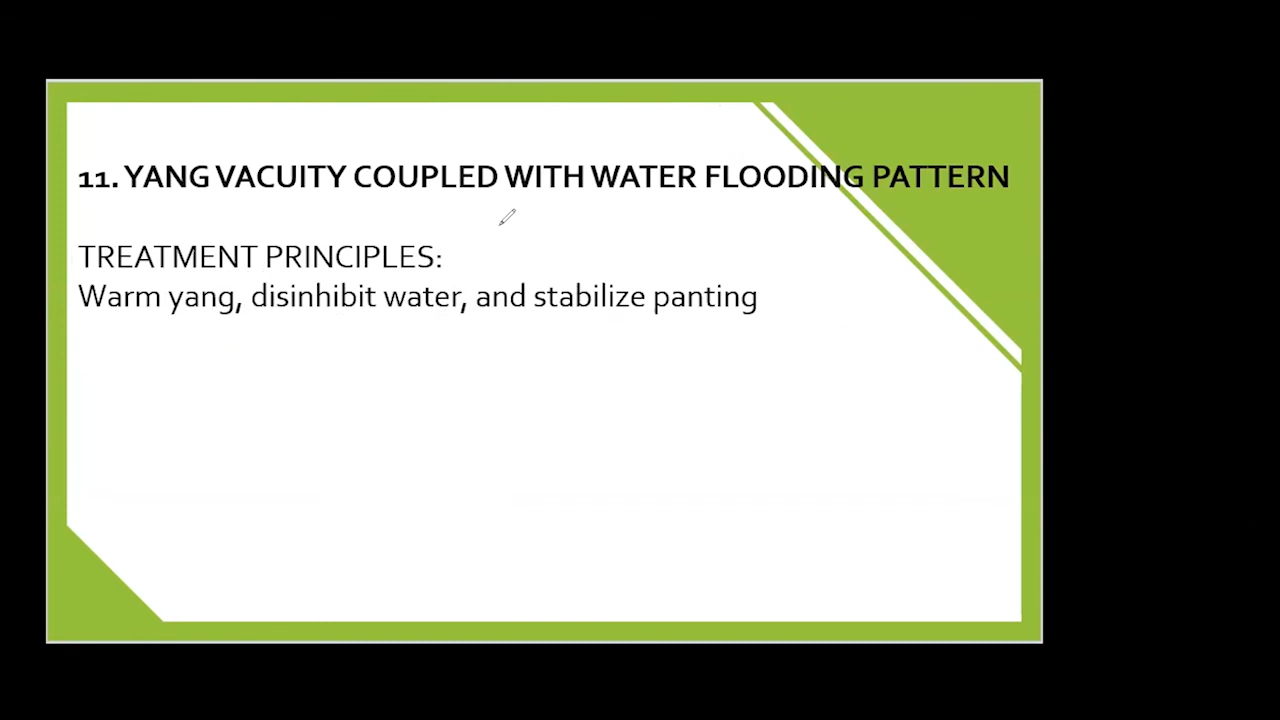 11. YANG VACUITY COUPLED WITH WATER FLOODING PATTERN
TREATMENT PRINCIPLES:
Warm yang, disinhibit water, and stabilize panting